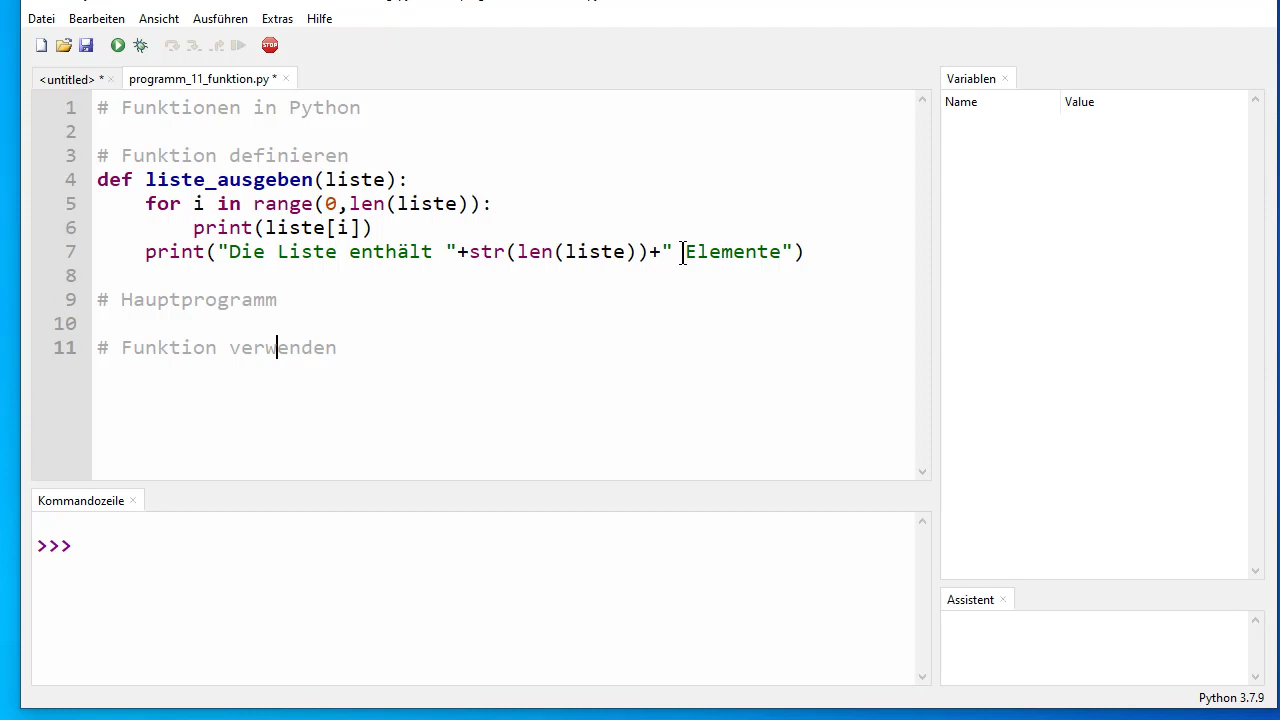 Datei Bearbeiten Ansicht Ausführen Extras Hilfe
STOP
<untitled> * × programm_11_funktion.py * ×
1 # Funktionen in Python
2
3 # Funktion definieren
4 def liste_ausgeben(liste):
5 for i in range(0,len(liste)):
6 print(liste[i])
7 print("Die Liste enthält "+str(len(liste))+" Elemente")
8
9 # Hauptprogramm
10
11 # Funktion verwenden
Kommandozeile ×
>>>
Variablen ×
Name Value
Assistent ×
Python 3.7.9